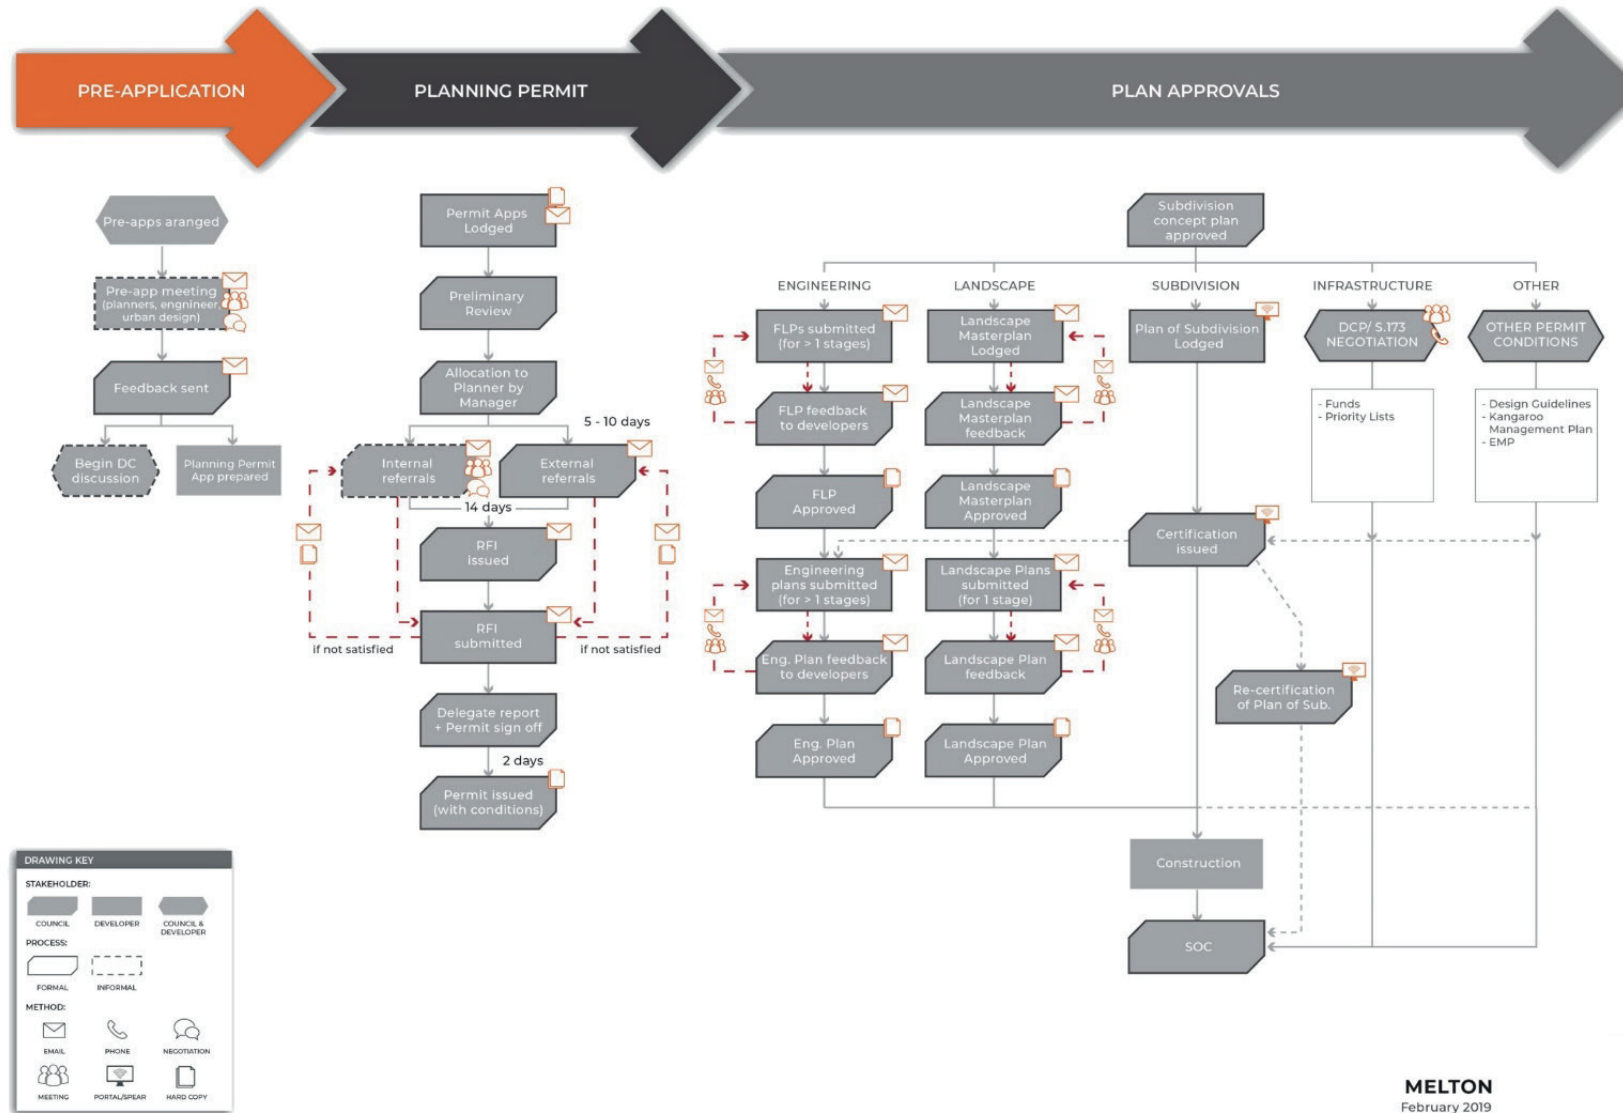 PRE-APPLICATION
PLANNING PERMIT
PLAN APPROVALS
Pre-apps aranged
Pre-app meeting
(planners, engnineer,
urban design)
Feedback sent
Begin DC
discussion
Planning Permit
App prepared
Permit Apps
Lodged
Preliminary
Review
Allocation to
Planner by
Manager
5 - 10 days
Internal
referrals
External
referrals
14 days
RFI
issued
RFI
submitted
if not satisfied
if not satisfied
Delegate report
+ Permit sign off
2 days
Permit issued
(with conditions)
Subdivision
concept plan
approved
ENGINEERING
LANDSCAPE
SUBDIVISION
INFRASTRUCTURE
OTHER
FLPs submitted
(for > 1 stages)
FLP feedback
to developers
FLP
Approved
Engineering
plans submitted
(for > 1 stages)
Eng. Plan feedback
to developers
Eng. Plan
Approved
Landscape
Masterplan
Lodged
Landscape
Masterplan
feedback
Landscape
Masterplan
Approved
Landscape Plans
submitted
(for 1 stage)
Landscape Plan
feedback
Landscape Plan
Approved
Plan of Subdivision
Lodged
Certification
issued
Re-certification
of Plan of Sub.
Construction
SOC
DCP/ S.173
NEGOTIATION
- Funds
- Priority Lists
OTHER PERMIT
CONDITIONS
- Design Guidelines
- Kangaroo
Management Plan
- EMP
DRAWING KEY
STAKEHOLDER:
COUNCIL
DEVELOPER
COUNCIL &
DEVELOPER
PROCESS:
FORMAL
INFORMAL
METHOD:
EMAIL
PHONE
NEGOTIATION
MEETING
PORTAL/SPEAR
HARD COPY
MELTON
February 2019